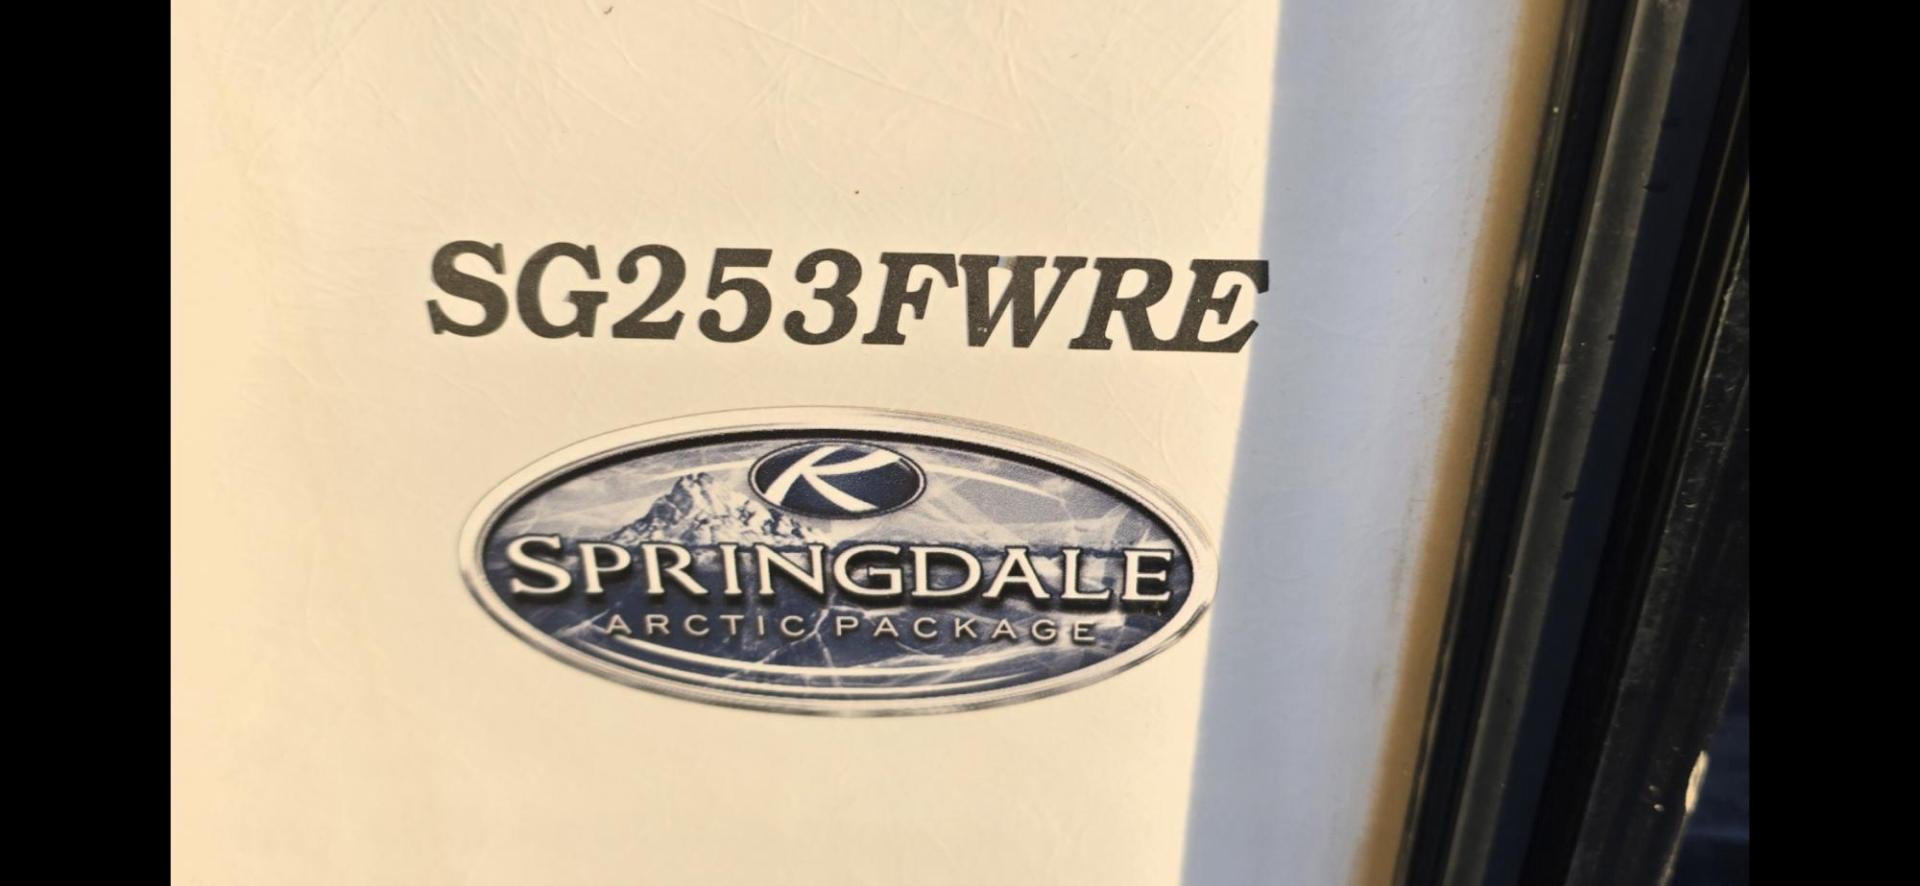 SG253FWRE
K
SPRINGDALE
ARCTIC PACKAGE